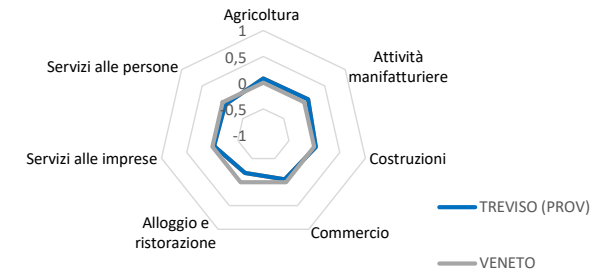 Agricoltura
1
0,5
0
-0,5
-1
Attività
manifatturiere
Costruzioni
Commercio
Alloggio e
ristorazione
Servizi alle imprese
Servizi alle persone
TREVISO (PROV)
VENETO